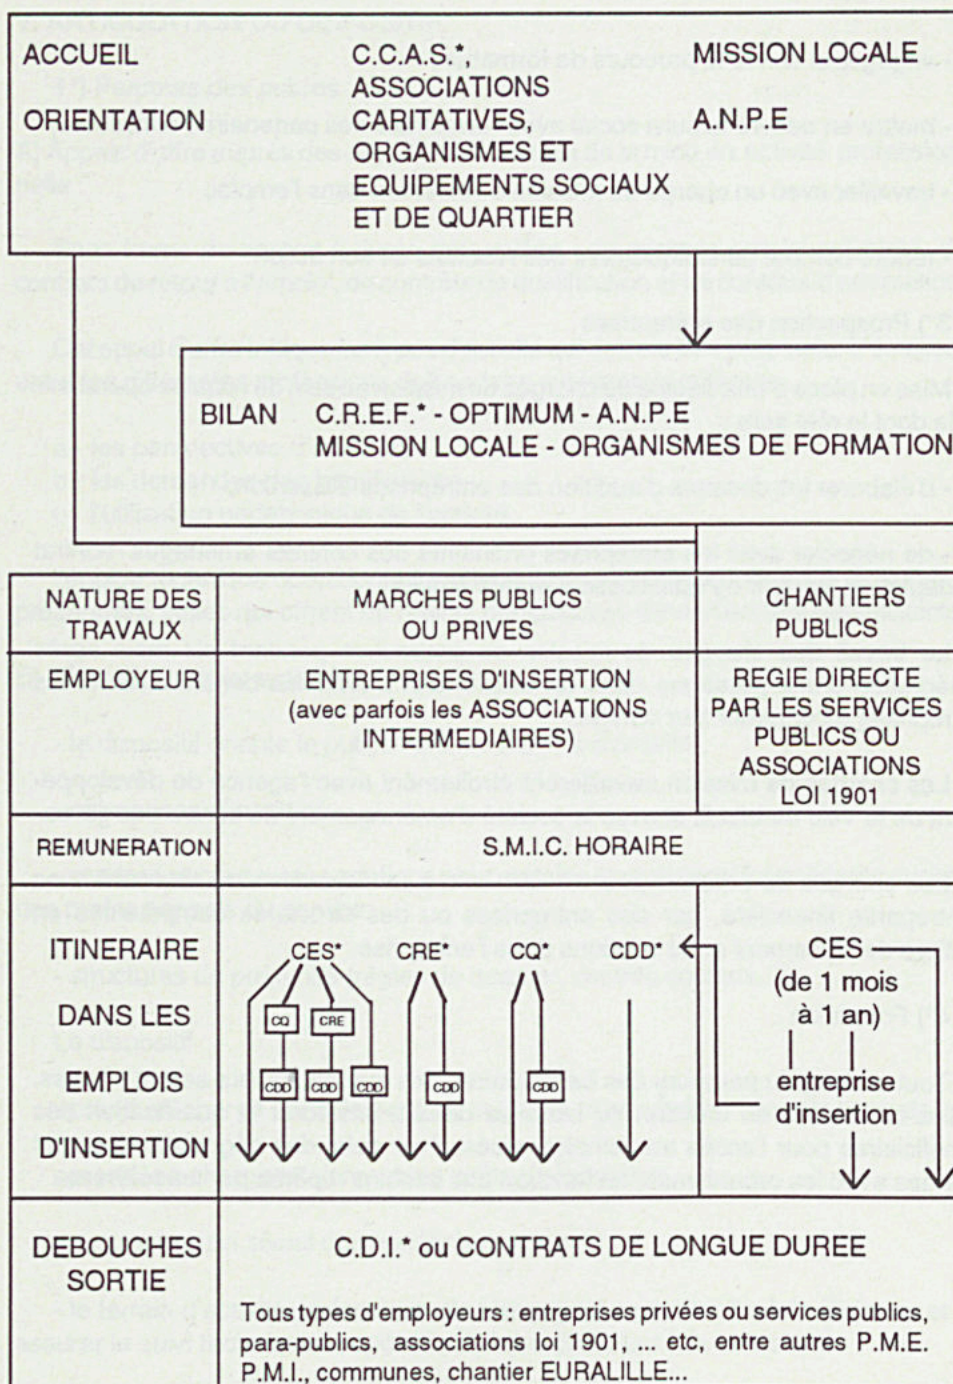 ACCUEIL
ORIENTATION
C.C.A.S.*
ASSOCIATIONS
CARITATIVES,
ORGANISMES ET
EQUIPEMENTS SOCIAUX
ET DE QUARTIER
MISSION LOCALE
A.N.P.E
BILAN C.R.E.F.* - OPTIMUM - A.N.P.E
MISSION LOCALE - ORGANISMES DE FORMATION
NATURE DES
TRAVAUX
MARCHES PUBLICS
OU PRIVES
CHANTIERS
PUBLICS
EMPLOYEUR
ENTREPRISES D'INSERTION
(avec parfois les ASSOCIATIONS
INTERMEDIAIRES)
REGIE DIRECTE
PAR LES SERVICES
PUBLICS OU
ASSOCIATIONS
LOI 1901
REMUNERATION
S.M.I.C. HORAIRE
ITINERAIRE
DANS LES
EMPLOIS
D'INSERTION
CES* CRE* CQ* CDD*
CQ CRE
CDD CDD CDD CDD CDD
CES
(de 1 mois
à 1 an)
entreprise
d'insertion
DEBOUCHES
SORTIE
C.D.I.* ou CONTRATS DE LONGUE DUREE
Tous types d'employeurs : entreprises privées ou services publics,
para-publics, associations loi 1901, ... etc, entre autres P.M.E.
P.M.I., communes, chantier EURALILLE...